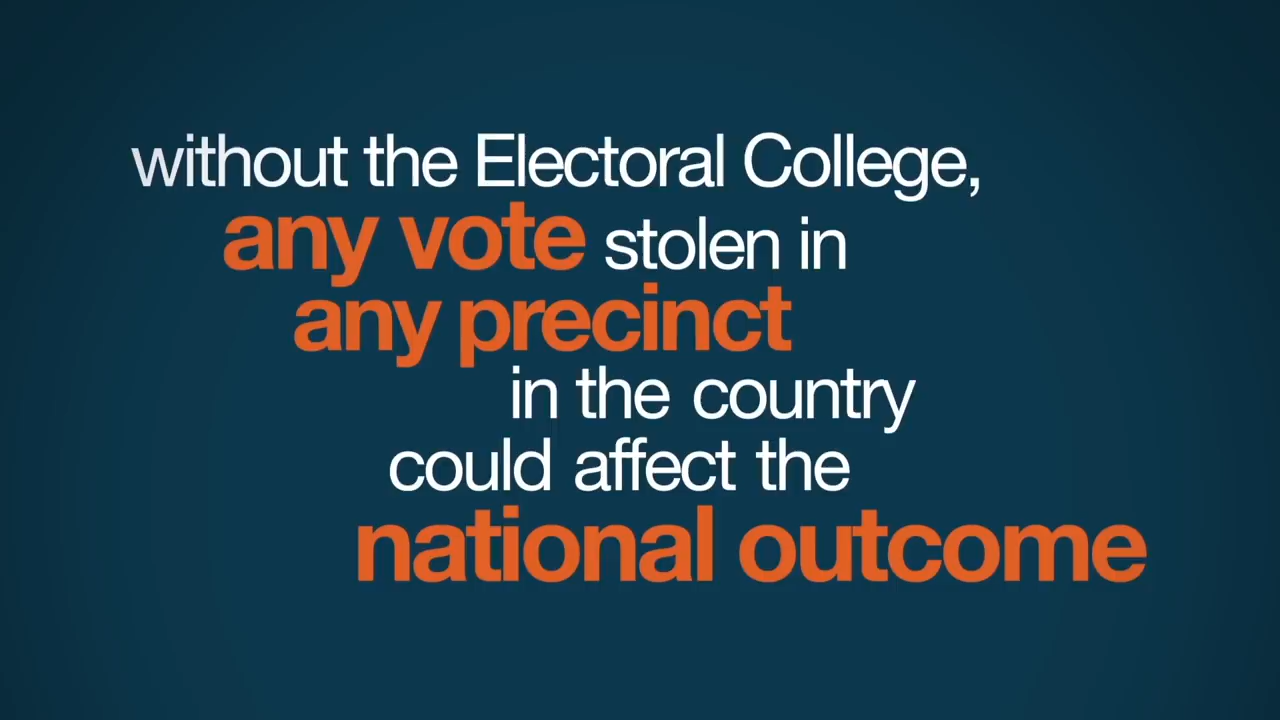 without the Electoral College,
any vote stolen in
any precinct
in the country
could affect the
national outcome